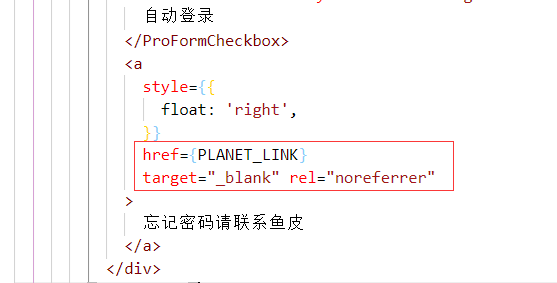 自动登录
</ProFormCheckbox>
<a
style={{
float: 'right',
}}
href={PLANET_LINK}
target="_blank" rel="noreferrer"
>
忘记密码请联系鱼皮
</a>
</div>